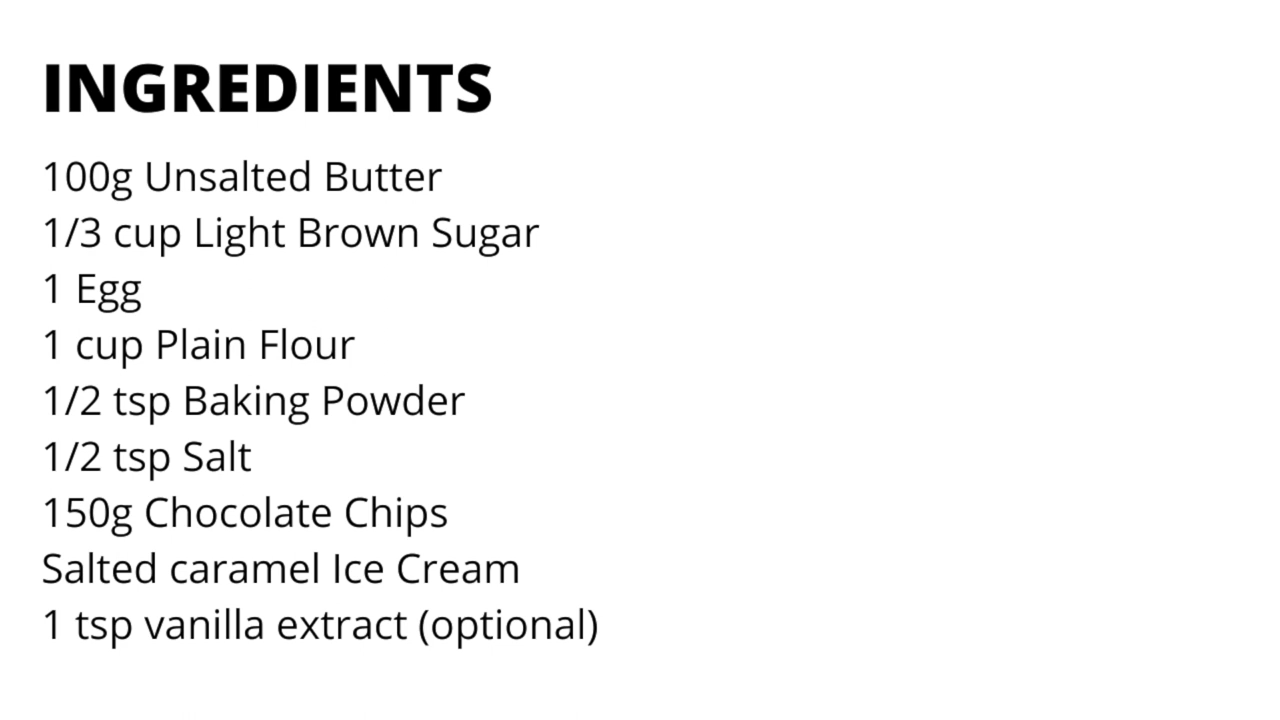 INGREDIENTS
100g Unsalted Butter
1/3 cup Light Brown Sugar
1 Egg
1 cup Plain Flour
1/2 tsp Baking Powder
1/2 tsp Salt
150g Chocolate Chips
Salted caramel Ice Cream
1 tsp vanilla extract (optional)